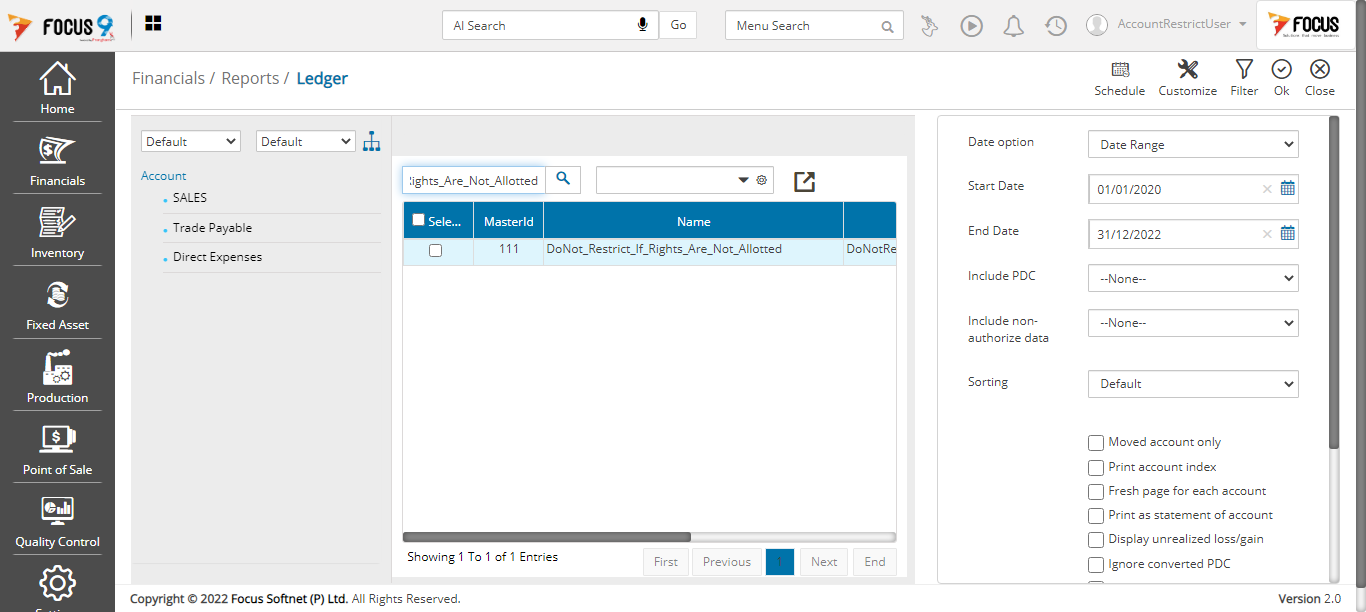 FOCUS 9
AI Search
Go
Menu Search
AccountRestrictUser
FOCUS
Home
Financials
Inventory
Fixed Asset
Production
Point of Sale
Quality Control
Financials / Reports / Ledger
Schedule
Customize
Filter
Ok
Close
Default
Default
Account
SALES
Trade Payable
Direct Expenses
ights_Are_Not_Allotted
Sele...
MasterId
Name
111
DoNot_Restrict_If_Rights_Are_Not_Allotted
DoNotRe
Showing 1 To 1 of 1 Entries
First
Previous
1
Next
End
Date option
Date Range
Start Date
01/01/2020
End Date
31/12/2022
Include PDC
--None--
Include non-
authorize data
--None--
Sorting
Default
Moved account only
Print account index
Fresh page for each account
Print as statement of account
Display unrealized loss/gain
Ignore converted PDC
Copyright © 2022 Focus Softnet (P) Ltd. All Rights Reserved.
Version 2.0